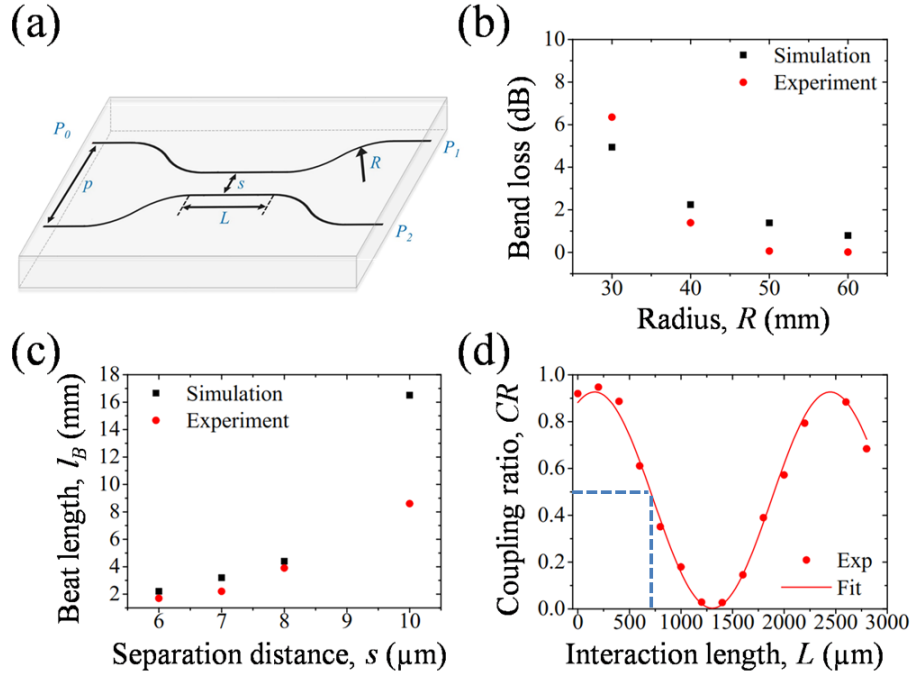 (a)
P0
p
s
L
R
P1
P2
(b)
Bend loss (dB)
10
8
6
4
2
0
Simulation
Experiment
30 40 50 60
Radius, R (mm)
(c)
Beat length, lB (mm)
18
16
14
12
10
8
6
4
2
Simulation
Experiment
6 7 8 9 10
Separation distance, s (µm)
(d)
Coupling ratio, CR
1.0
0.8
0.6
0.4
0.2
0.0
Exp
Fit
0 500 1000 1500 2000 2500 3000
Interaction length, L (µm)